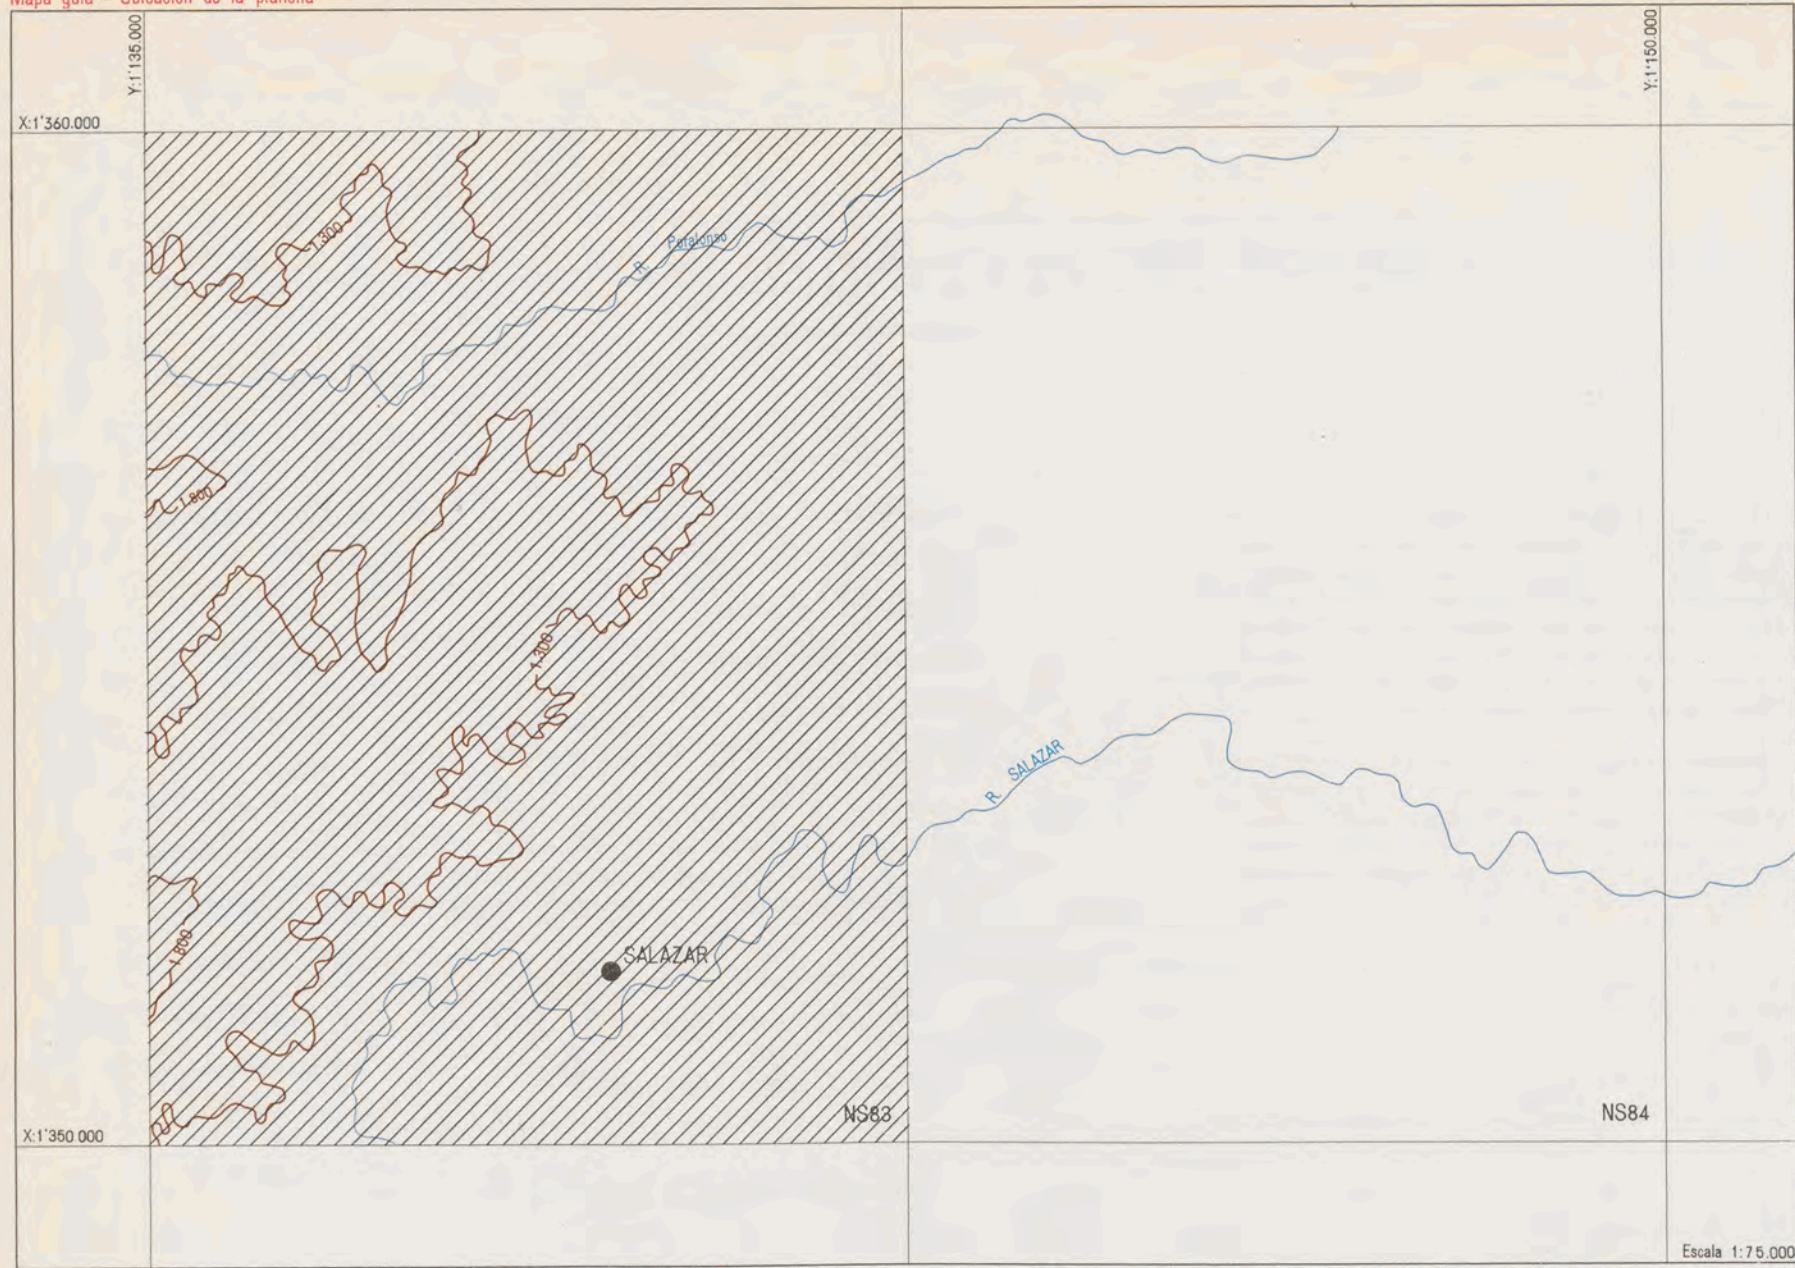 Mapa guía - Ubicación de la plancha
Y:1'135.000
Y:1'150.000
X:1'360.000
1.300
R. Peralonso
1.800
1.300
R. SALAZAR
1.800
SALAZAR
NS83
NS84
X:1'350 000
Escala 1:75.000